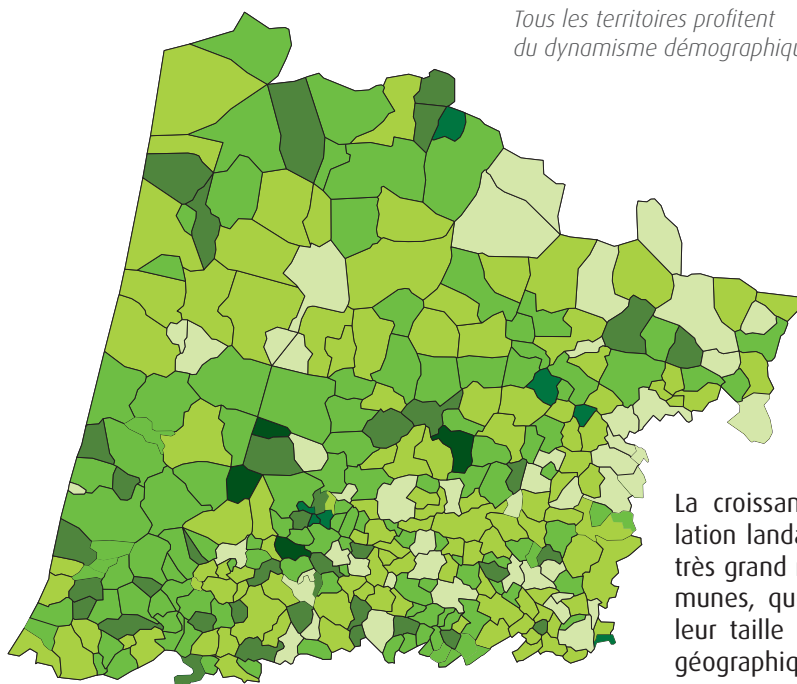 Tous les territoires profitent
du dynamisme démographiqu
La croissan
lation landa
très grand
munes, qu
leur taille
géographiq